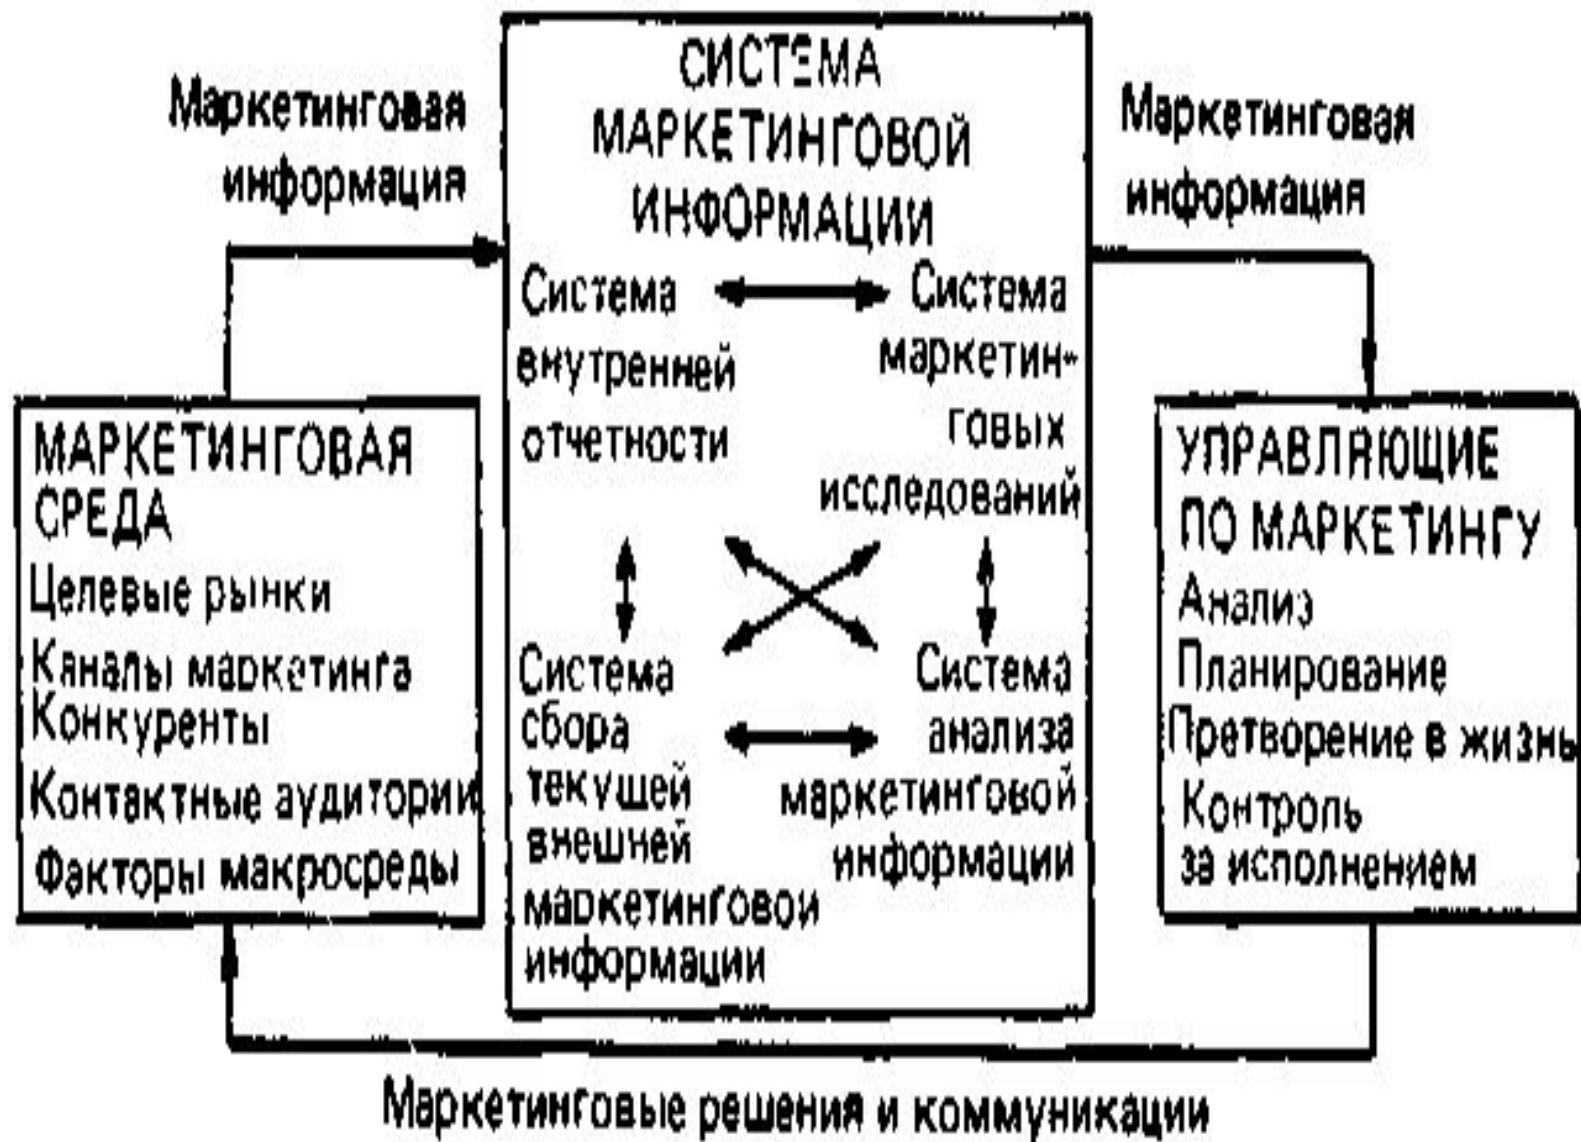 Маркетинговая
информация
СИСТЕМА
МАРКЕТИНГОВОЙ
ИНФОРМАЦИИ
Система
внутренней
отчетности
Система
маркетин-
говых
исследований
Система
сбора
текущей
внешней
маркетинговой
информации
Система
анализа
маркетинговой
информации
Маркетинговая
информация
МАРКЕТИНГОВАЯ
СРЕДА
Целевые рынки
Каналы маркетинга
Конкуренты
Контактные аудитории
Факторы макросреды
УПРАВЛЯЮЩИЕ
ПО МАРКЕТИНГУ
Анализ
Планирование
Претворение в жизнь
Контроль
за исполнением
Маркетинговые решения и коммуникации